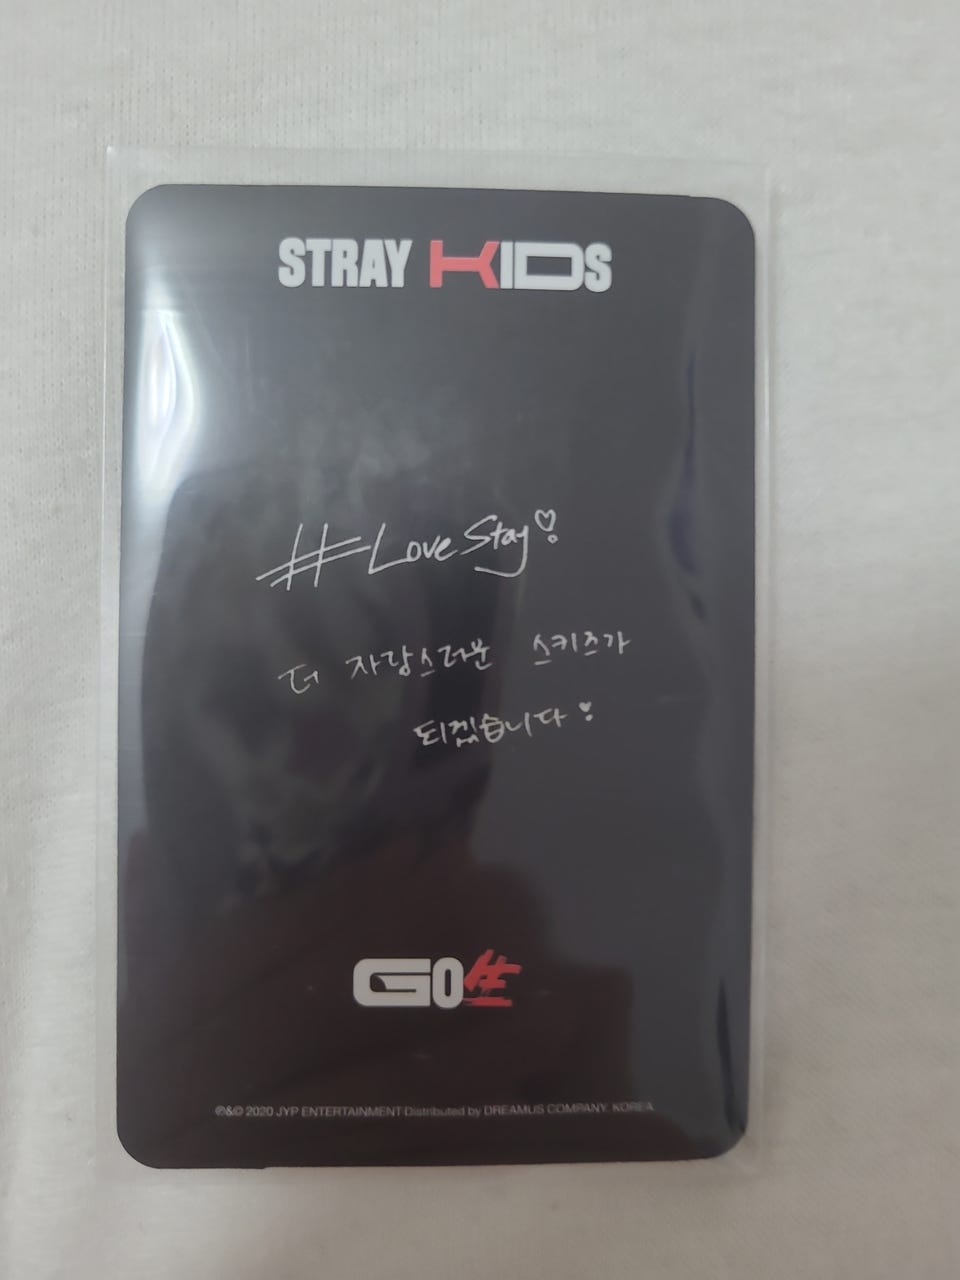 STRAY KIDS
#LoveStay♡
더 자랑스러운 스키즈가
되겠습니다♥
GO生
℗&© 2020 JYP ENTERTAINMENT Distributed by DREAMUS COMPANY. KOREA